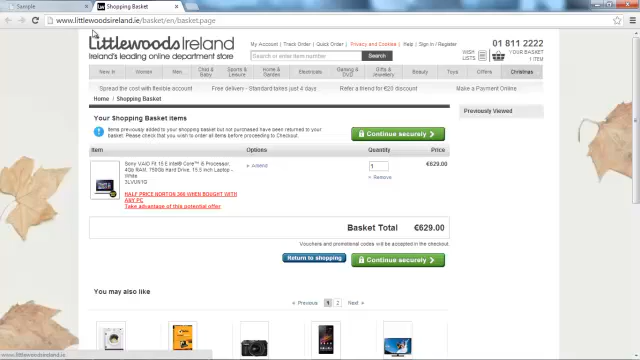 Sample
Shopping Basket
www.littlewoodsireland.ie/basket/en/basket.page
Littlewoods Ireland
Ireland's leading online department store
My Account | Track Order | Quick Order | Privacy and Cookies | Help | Sign in / Register
01 811 2222
Search entire site or enter item number
Search
WISH
LISTS
YOUR BASKET
1 ITEM
New in
Women
Men
Child &
Baby
Sports &
Leisure
Home &
Garden
Electricals
Gaming &
DVD
Gifts &
Jewellery
Beauty
Toys
Offers
Christmas
Spread the cost with flexible account
Free delivery - Standard takes just 4 days
Refer a friend for €20 discount
Make a Payment Online
Home / Shopping Basket
Previously Viewed
Your Shopping Basket items
Items previously added to your shopping basket but not purchased have been returned to your
basket. Please check that you wish to order all items before proceeding to Checkout.
Continue securely
Item
Options
Quantity
Price
Sony VAIO Fit 15 E Intel® Core™ i5 Processor,
4gb RAM, 750GB Hard Drive, 15.5 inch Laptop -
White
3LVUN1G
Amend
1
Remove
€629.00
HALF PRICE NORTON 360 WHEN BOUGHT WITH
ANY PC
Take advantage of this potential offer
Basket Total €629.00
Vouchers and promotional codes will be accepted in the checkout.
Return to shopping
Continue securely
You may also like
Previous 1 2 Next
www.littlewoodsireland.ie